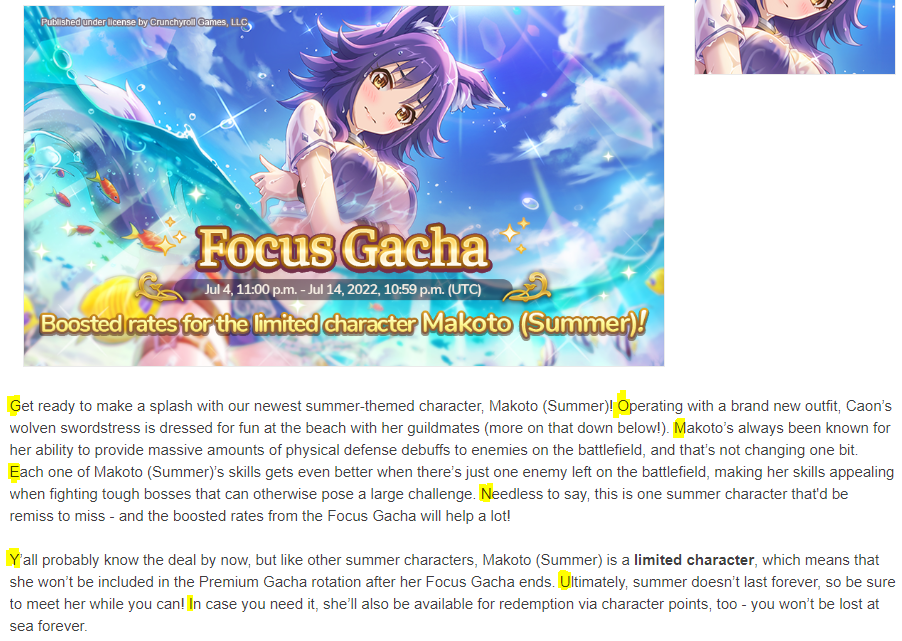 Published under license by Crunchyroll Games, LLC.
Focus Gacha
Jul 4, 11:00 p.m. - Jul 14, 2022, 10:59 p.m. (UTC)
Boosted rates for the limited character Makoto (Summer)!
Get ready to make a splash with our newest summer-themed character, Makoto (Summer)! Operating with a brand new outfit, Caon’s
wolven swordstress is dressed for fun at the beach with her guildmates (more on that down below!). Makoto’s always been known for
her ability to provide massive amounts of physical defense debuffs to enemies on the battlefield, and that’s not changing one bit.
Each one of Makoto (Summer)’s skills gets even better when there’s just one enemy left on the battlefield, making her skills appealing
when fighting tough bosses that can otherwise pose a large challenge. Needless to say, this is one summer character that'd be
remiss to miss - and the boosted rates from the Focus Gacha will help a lot!
Y’all probably know the deal by now, but like other summer characters, Makoto (Summer) is a limited character, which means that
she won’t be included in the Premium Gacha rotation after her Focus Gacha ends. Ultimately, summer doesn’t last forever, so be sure
to meet her while you can! In case you need it, she’ll also be available for redemption via character points, too - you won’t be lost at
sea forever.